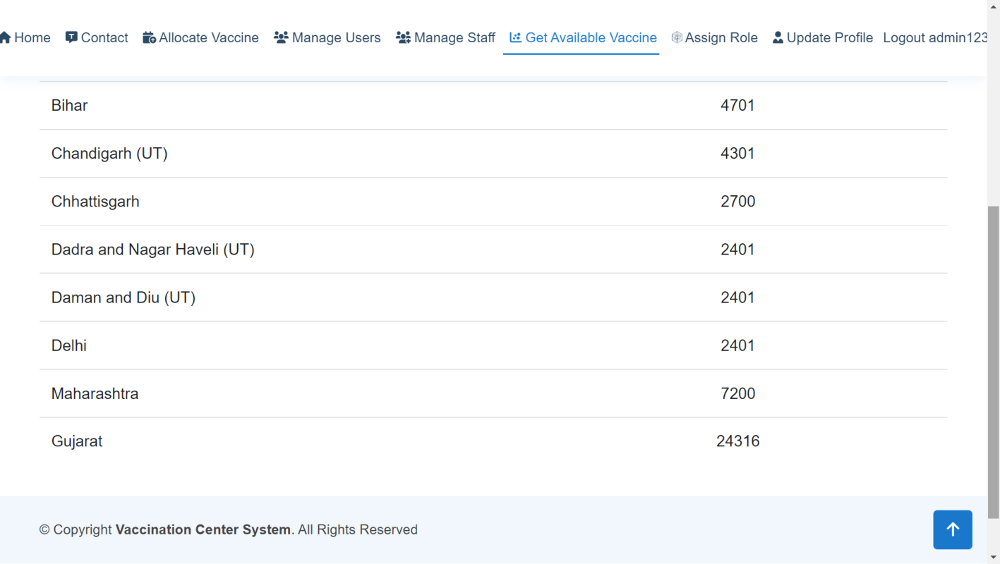 Home Contact Allocate Vaccine Manage Users Manage Staff Get Available Vaccine Assign Role Update Profile Logout admin123
Bihar 4701
Chandigarh (UT) 4301
Chhattisgarh 2700
Dadra and Nagar Haveli (UT) 2401
Daman and Diu (UT) 2401
Delhi 2401
Maharashtra 7200
Gujarat 24316
© Copyright Vaccination Center System. All Rights Reserved